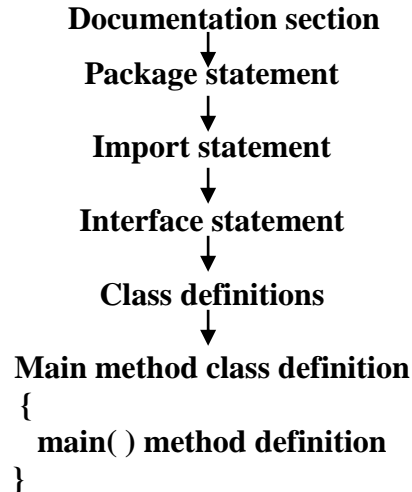 Documentation section
Package statement
Import statement
Interface statement
Class definitions
Main method class definition
{
main( ) method definition
}